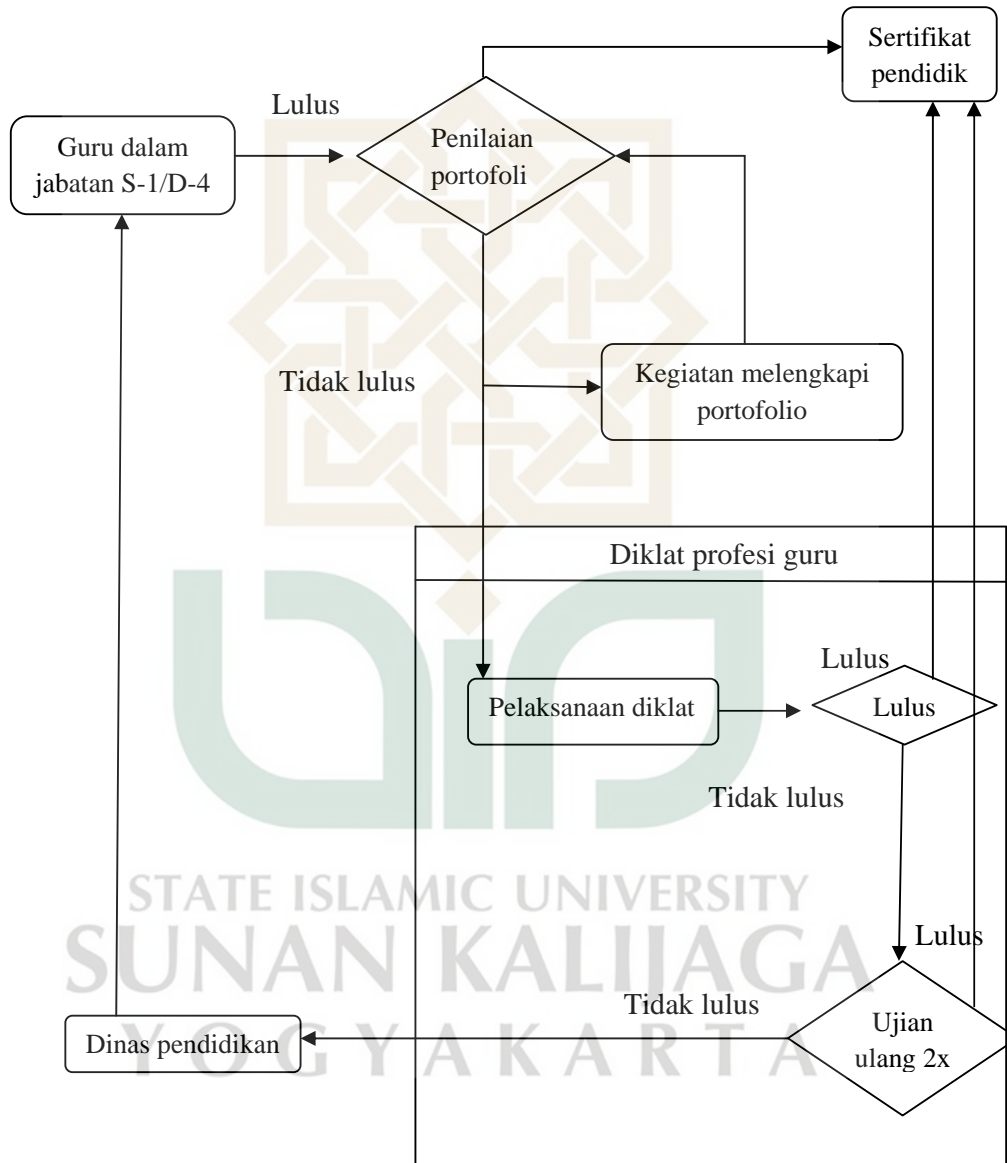 Sertifikat
pendidik
Lulus
Guru dalam
jabatan S-1/D-4
Penilaian
portofoli
Tidak lulus
Kegiatan melengkapi
portofolio
Diklat profesi guru
Lulus
Pelaksanaan diklat
Lulus
Tidak lulus
Lulus
Tidak lulus
Dinas pendidikan
Ujian
ulang 2x
STATE ISLAMIC UNIVERSITY
SUNAN KALIJAGA
YOGYAKARTA